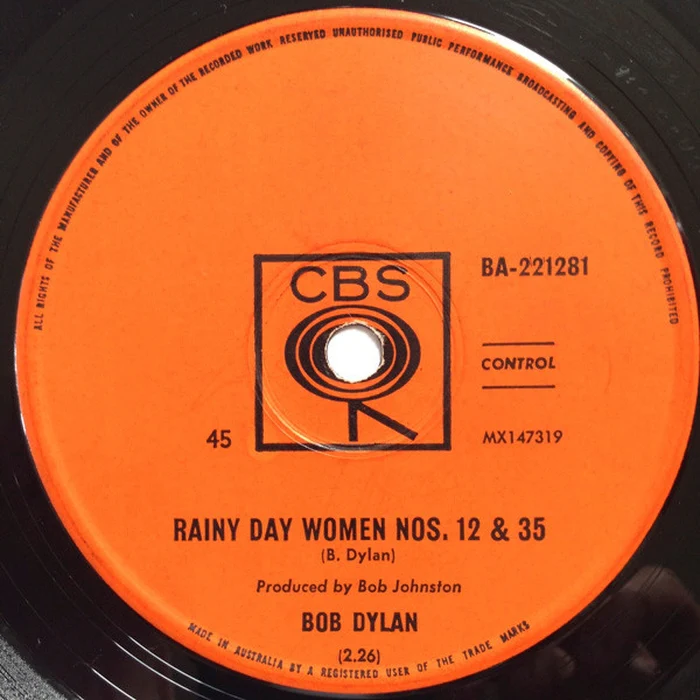 ALL RIGHTS OF THE MANUFACTURER AND OF THE OWNER OF THE RECORDED WORK RESERVED UNAUTHORISED PUBLIC PERFORMANCE BROADCASTING AND COPYING OF THIS RECORD PROHIBITED
CBS
BA-221281
CONTROL
45
MX147319
RAINY DAY WOMEN NOS. 12 & 35
(B. Dylan)
Produced by Bob Johnston
BOB DYLAN
(2.26)
MADE IN AUSTRALIA BY A REGISTERED USER OF THE TRADE MARKS